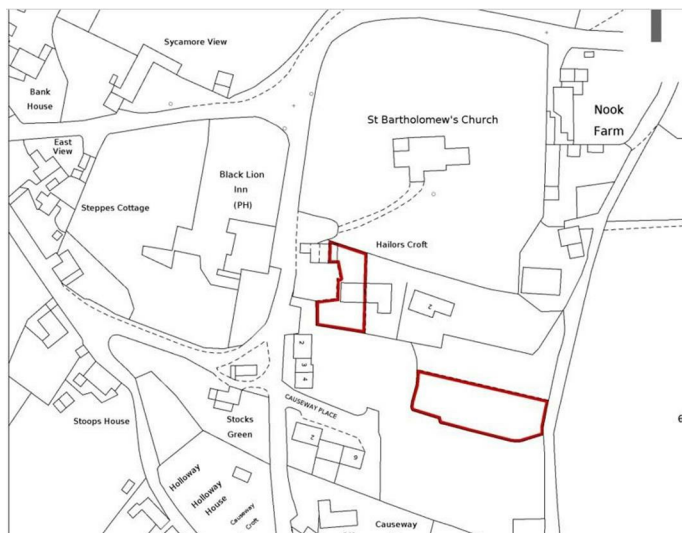 Sycamore View
Bank
House
St Bartholomew's Church
Nook
Farm
East
View
Black Lion
Inn
(PH)
Steppes Cottage
Hailors Croft
2
2
3
4
CAUSEWAY PLACE
Stoops House
Stocks
Green
2
6
Holloway
Holloway
House
Causeway
Croft
Causeway
6